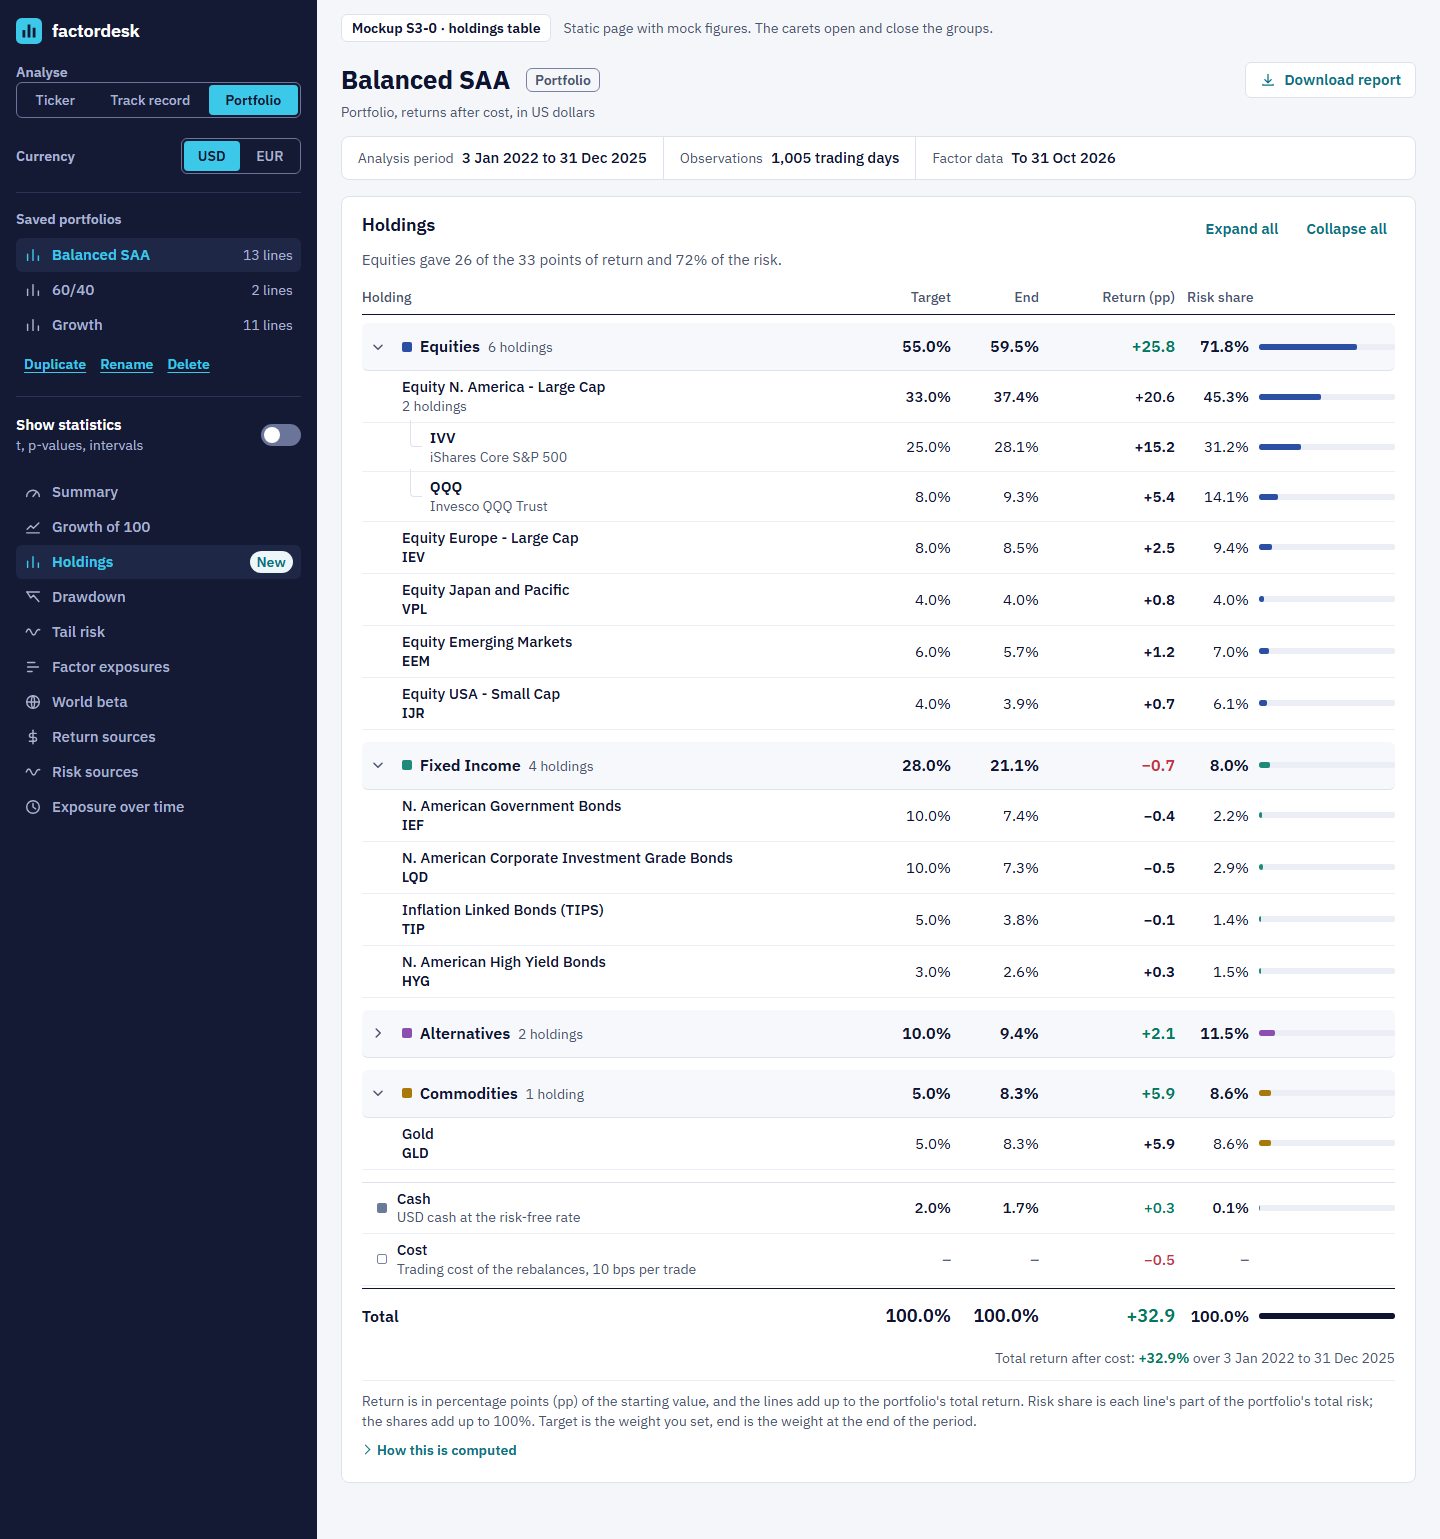 factordesk
Analyse
Ticker Track record Portfolio
Currency USD EUR
Saved portfolios
Balanced SAA 13 lines
60/40 2 lines
Growth 11 lines
Duplicate Rename Delete
Show statistics
t, p-values, intervals
Summary
Growth of 100
Holdings New
Drawdown
Tail risk
Factor exposures
World beta
Return sources
Risk sources
Exposure over time
Mockup S3-0 · holdings table Static page with mock figures. The carets open and close the groups.
Balanced SAA Portfolio Download report
Portfolio, returns after cost, in US dollars
Analysis period 3 Jan 2022 to 31 Dec 2025 Observations 1,005 trading days Factor data To 31 Oct 2026
Holdings Expand all Collapse all
Equities gave 26 of the 33 points of return and 72% of the risk.
Holding Target End Return (pp) Risk share
Equities 6 holdings 55.0% 59.5% +25.8 71.8%
Equity N. America - Large Cap
2 holdings 33.0% 37.4% +20.6 45.3%
IVV
iShares Core S&P 500 25.0% 28.1% +15.2 31.2%
QQQ
Invesco QQQ Trust 8.0% 9.3% +5.4 14.1%
Equity Europe - Large Cap
IEV 8.0% 8.5% +2.5 9.4%
Equity Japan and Pacific
VPL 4.0% 4.0% +0.8 4.0%
Equity Emerging Markets
EEM 6.0% 5.7% +1.2 7.0%
Equity USA - Small Cap
IJR 4.0% 3.9% +0.7 6.1%
Fixed Income 4 holdings 28.0% 21.1% −0.7 8.0%
N. American Government Bonds
IEF 10.0% 7.4% −0.4 2.2%
N. American Corporate Investment Grade Bonds
LQD 10.0% 7.3% −0.5 2.9%
Inflation Linked Bonds (TIPS)
TIP 5.0% 3.8% −0.1 1.4%
N. American High Yield Bonds
HYG 3.0% 2.6% +0.3 1.5%
Alternatives 2 holdings 10.0% 9.4% +2.1 11.5%
Commodities 1 holding 5.0% 8.3% +5.9 8.6%
Gold
GLD 5.0% 8.3% +5.9 8.6%
Cash
USD cash at the risk-free rate 2.0% 1.7% +0.3 0.1%
Cost
Trading cost of the rebalances, 10 bps per trade – – −0.5 –
Total 100.0% 100.0% +32.9 100.0%
Total return after cost: +32.9% over 3 Jan 2022 to 31 Dec 2025
Return is in percentage points (pp) of the starting value, and the lines add up to the portfolio's total return. Risk share is each line's part of the portfolio's total risk;
the shares add up to 100%. Target is the weight you set, end is the weight at the end of the period.
How this is computed